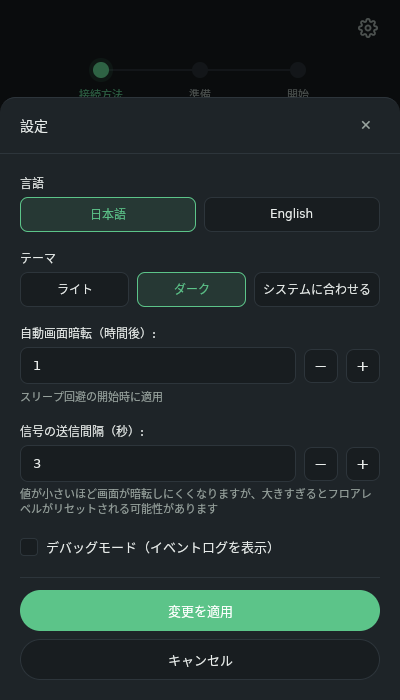 接続方法 準備 開始
設定 ×
言語
日本語 English
テーマ
ライト ダーク システムに合わせる
自動画面暗転（時間後）:
1 − +
スリープ回避の開始時に適用
信号の送信間隔（秒）:
3 − +
値が小さいほど画面が暗転しにくくなりますが、大きすぎるとフロアレ
ベルがリセットされる可能性があります
デバッグモード（イベントログを表示）
変更を適用
キャンセル